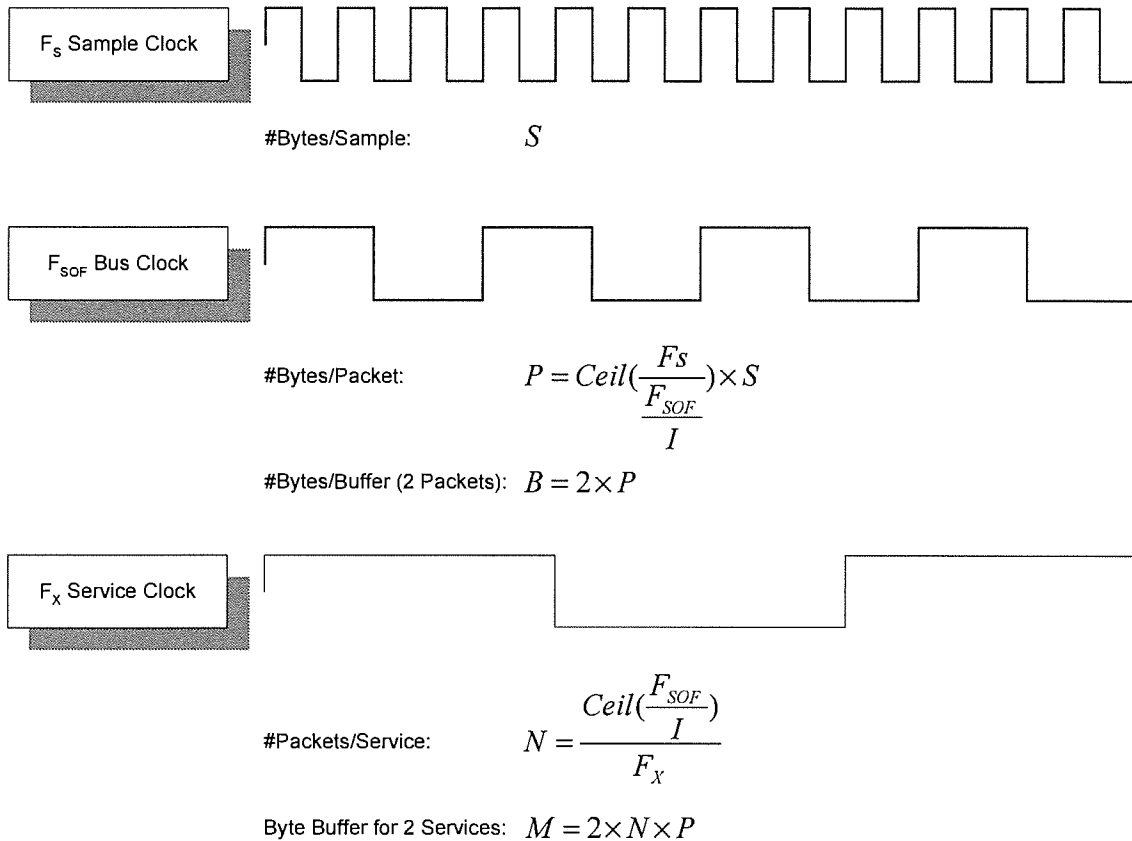 F_S Sample Clock
#Bytes/Sample: S
F_SOF Bus Clock
#Bytes/Packet: P = Ceil(Fs / (F_SOF / I)) × S
#Bytes/Buffer (2 Packets): B = 2 × P
F_X Service Clock
#Packets/Service: N = Ceil(F_SOF / I) / F_X
Byte Buffer for 2 Services: M = 2 × N × P